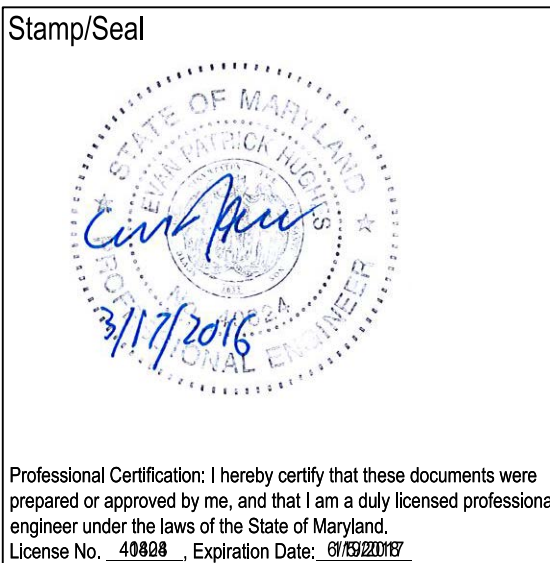 Stamp/Seal
STATE OF MARYLAND
EVAN PATRICK HUGHES
3/17/2016
PROFESSIONAL ENGINEER
Professional Certification: I hereby certify that these documents were
prepared or approved by me, and that I am a duly licensed professiona
engineer under the laws of the State of Maryland.
License No. , Expiration Date: